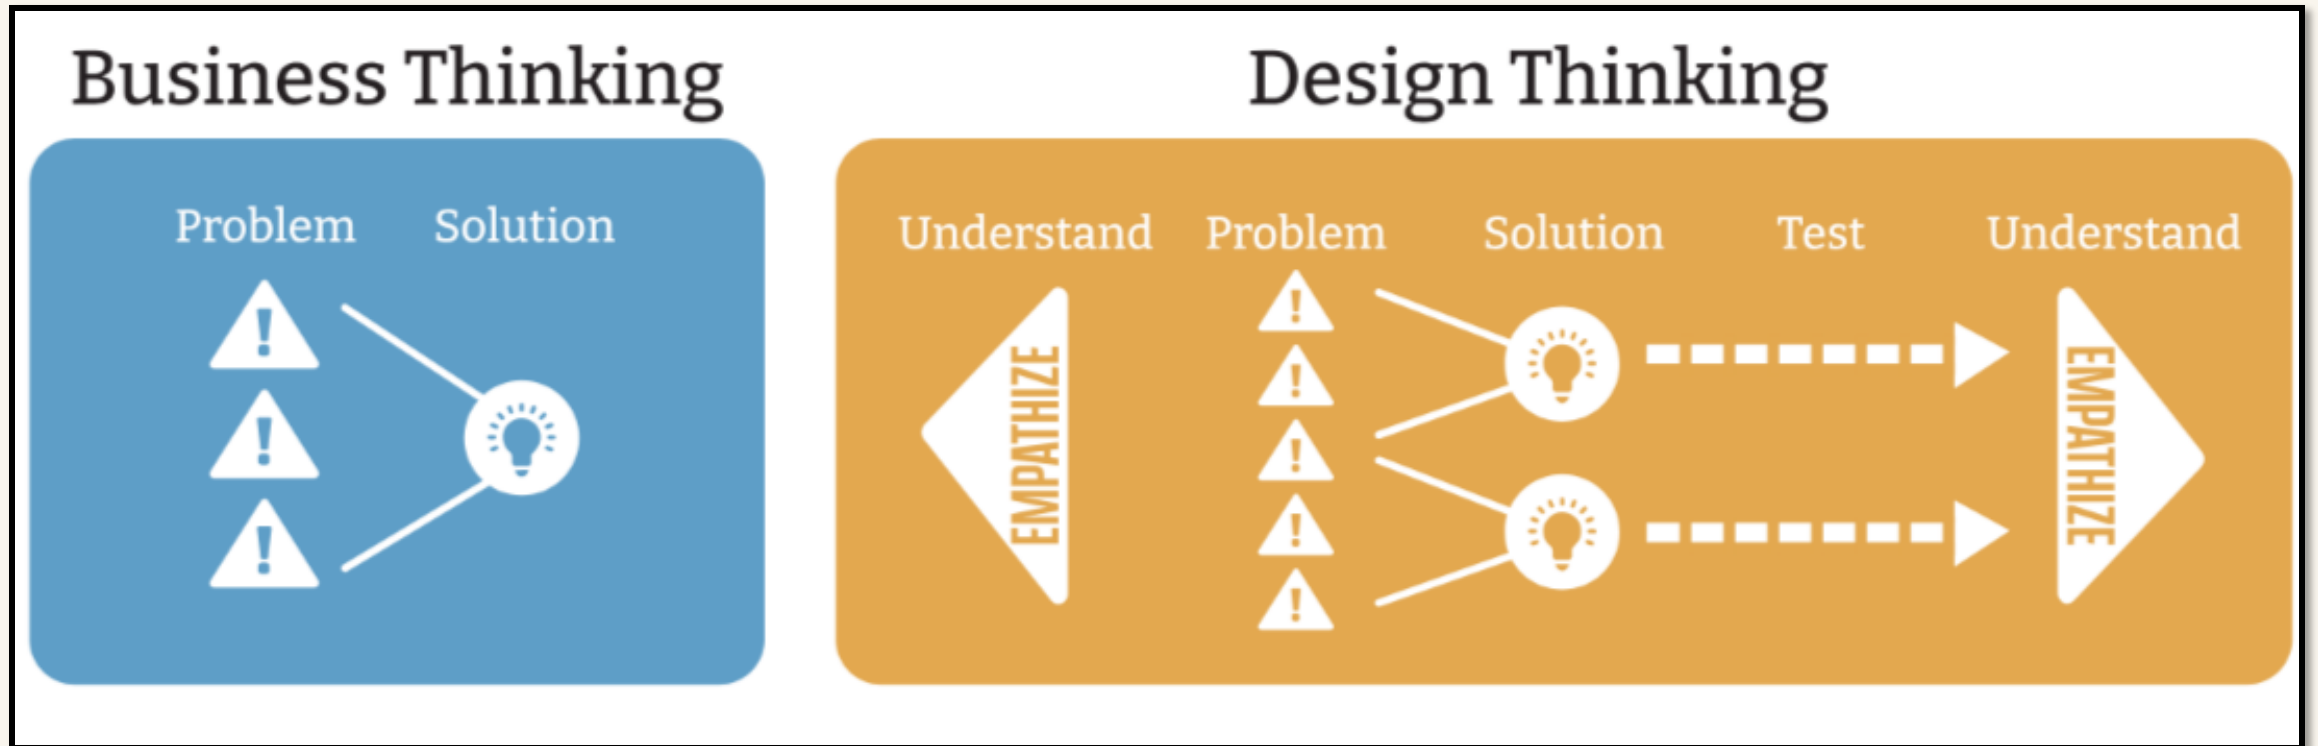 Business Thinking
Problem Solution
Design Thinking
Understand Problem Solution Test Understand
EMPATHIZE
EMPATHIZE